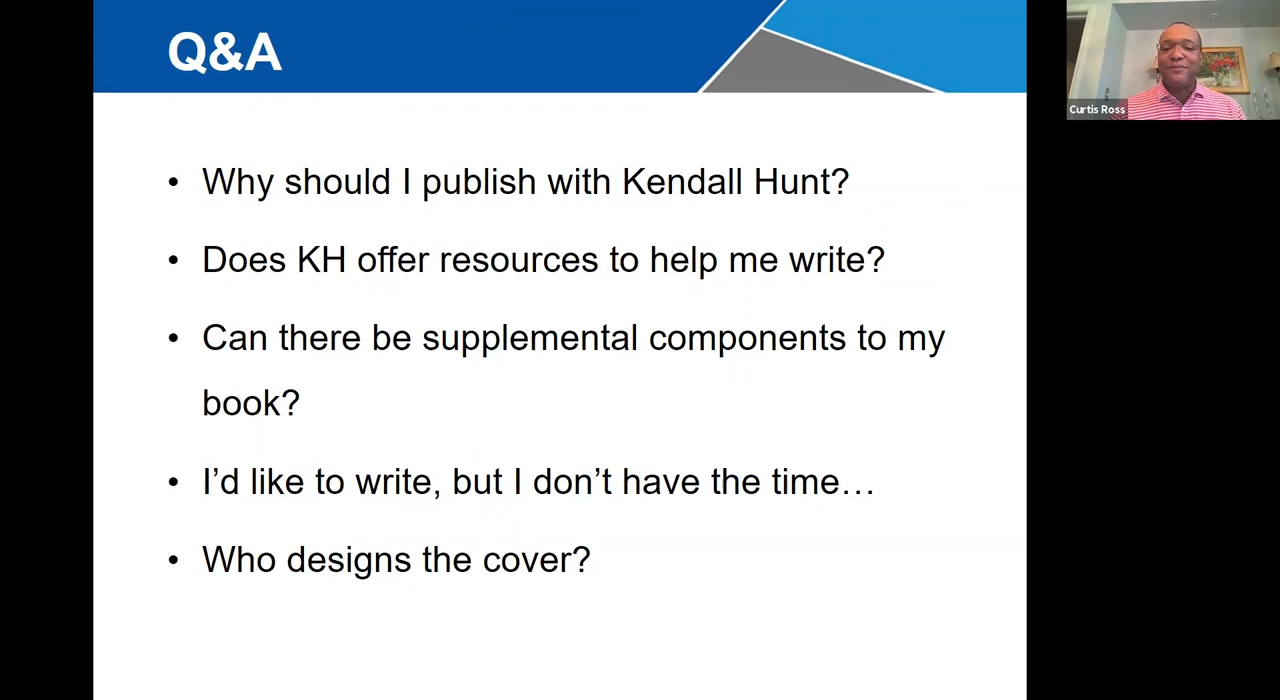 Q&A
• Why should I publish with Kendall Hunt?
• Does KH offer resources to help me write?
• Can there be supplemental components to my
book?
• I’d like to write, but I don’t have the time…
• Who designs the cover?
Curtis Ross